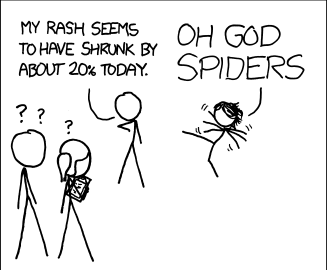 MY RASH SEEMS
TO HAVE SHRUNK BY
ABOUT 20% TODAY.
OH GOD
SPIDERS
? ?
?